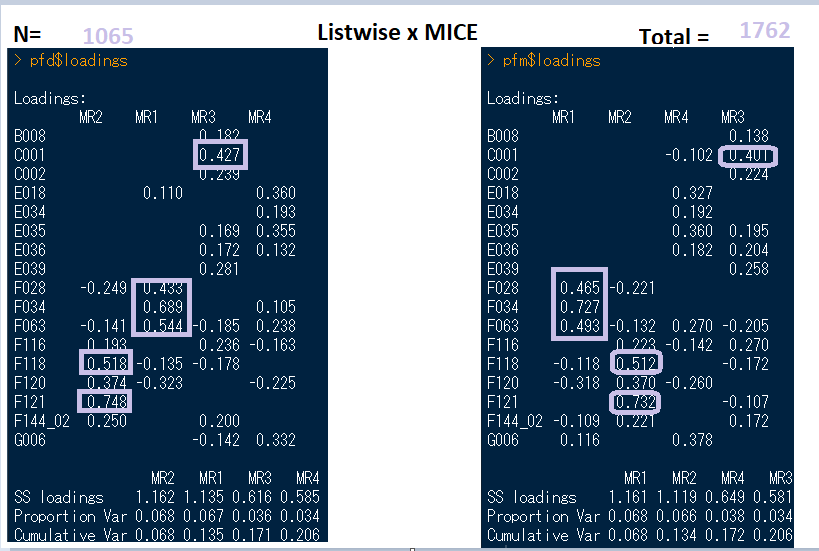 N= 1065 Listwise x MICE Total = 1762
> pfd$loadings
Loadings:
MR2 MR1 MR3 MR4
B008 0.182
C001 0.427
C002 0.239
E018 0.110 0.360
E034 0.193
E035 0.169 0.355
E036 0.172 0.132
E039 0.281
F028 -0.249 0.433
F034 0.689 0.105
F063 -0.141 0.544 -0.185 0.238
F116 0.193 0.236 -0.163
F118 0.518 -0.135 -0.178
F120 0.374 -0.323 -0.225
F121 0.748
F144_02 0.250 0.200
G006 -0.142 0.332
MR2 MR1 MR3 MR4
SS loadings 1.162 1.135 0.616 0.585
Proportion Var 0.068 0.067 0.036 0.034
Cumulative Var 0.068 0.135 0.171 0.206
> pfm$loadings
Loadings:
MR1 MR2 MR4 MR3
B008 0.138
C001 -0.102 0.401
C002 0.224
E018 0.327
E034 0.192
E035 0.360 0.195
E036 0.182 0.204
E039 0.258
F028 0.465 -0.221
F034 0.727
F063 0.493 -0.132 0.270 -0.205
F116 0.223 -0.142 0.270
F118 -0.118 0.512 -0.172
F120 -0.318 0.370 -0.260
F121 0.732 -0.107
F144_02 -0.109 0.221 0.172
G006 0.116 0.378
MR1 MR2 MR4 MR3
SS loadings 1.161 1.119 0.649 0.581
Proportion Var 0.068 0.066 0.038 0.034
Cumulative Var 0.068 0.134 0.172 0.206